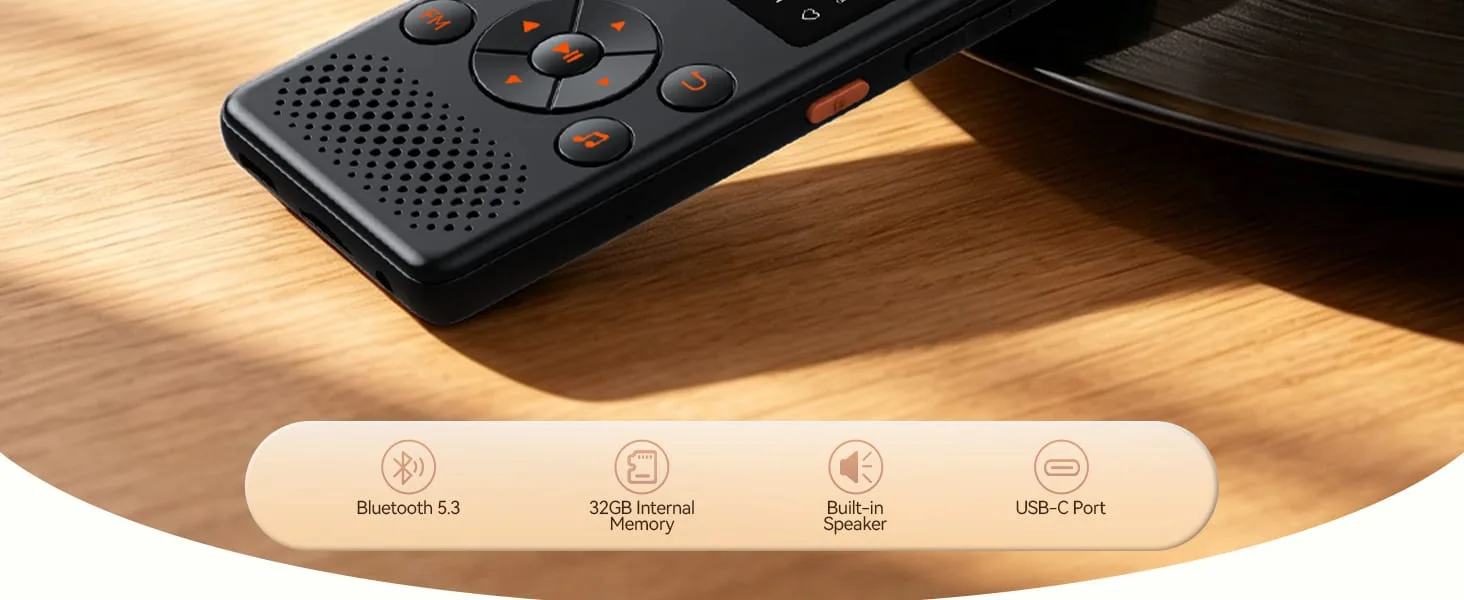 FM
Bluetooth 5.3
32GB Internal
Memory
Built-in
Speaker
USB-C Port